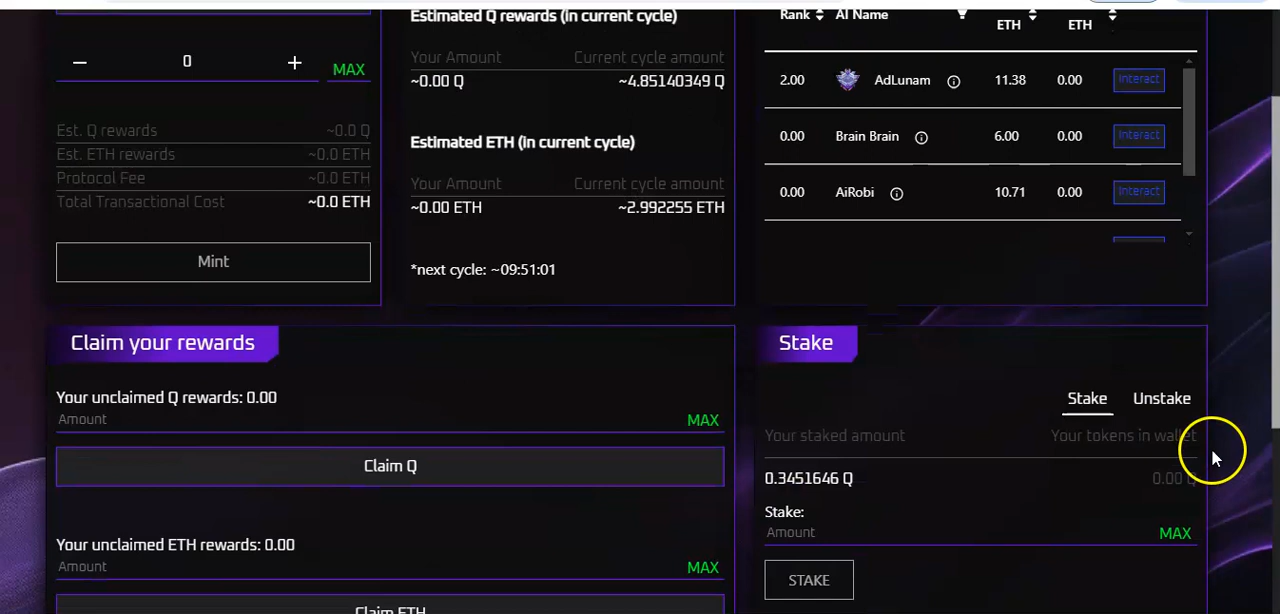 0
MAX
Est. Q rewards ~0.0 Q
Est. ETH rewards ~0.0 ETH
Protocol Fee ~0.0 ETH
Total Transactional Cost ~0.0 ETH
Mint
Estimated Q rewards (in current cycle)
Your Amount Current cycle amount
~0.00 Q ~4.85140349 Q
Estimated ETH (in current cycle)
Your Amount Current cycle amount
~0.00 ETH ~2.992255 ETH
*next cycle: ~09:51:01
Rank AI Name ETH ETH
2.00 AdLunam 11.38 0.00 Interact
0.00 Brain Brain 6.00 0.00 Interact
0.00 AiRobi 10.71 0.00 Interact
Claim your rewards
Your unclaimed Q rewards: 0.00
Amount MAX
Claim Q
Your unclaimed ETH rewards: 0.00
Amount MAX
Claim ETH
Stake
Stake Unstake
Your staked amount Your tokens in wallet
0.3451646 Q 0.00 Q
Stake:
Amount MAX
STAKE